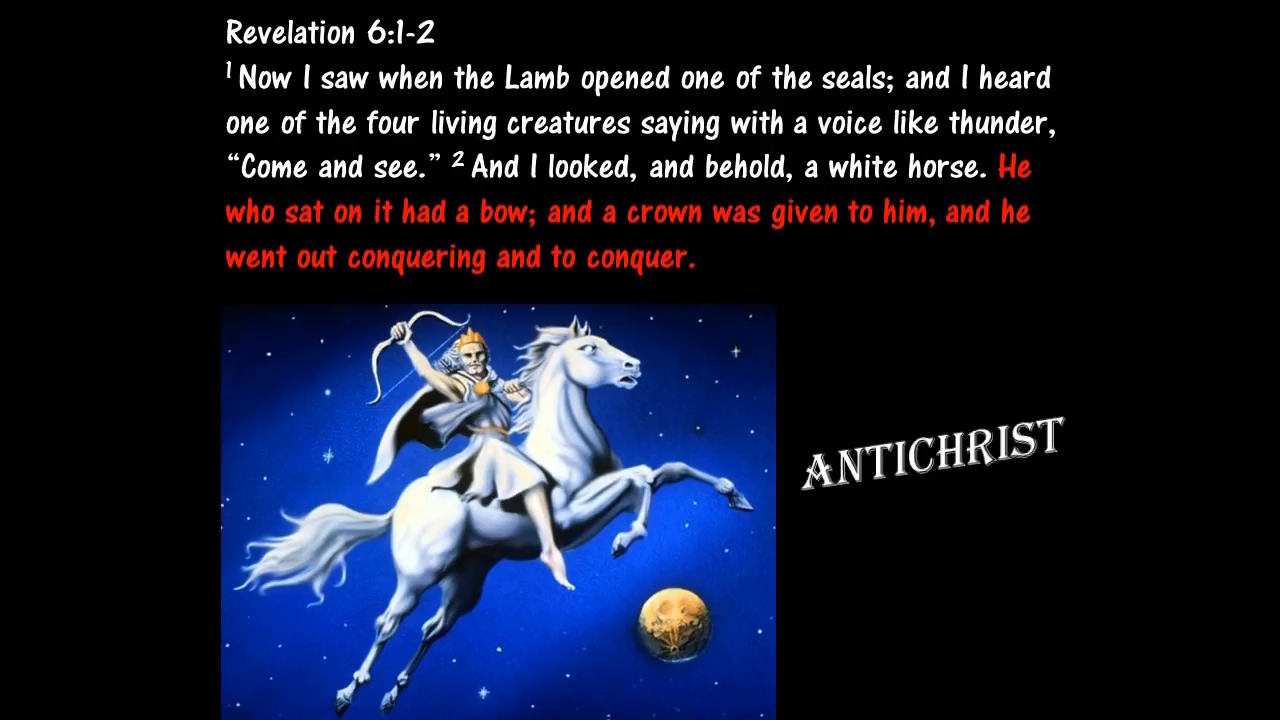 Revelation 6:1-2
1 Now I saw when the Lamb opened one of the seals; and I heard
one of the four living creatures saying with a voice like thunder,
“Come and see.” 2 And I looked, and behold, a white horse. He
who sat on it had a bow; and a crown was given to him, and he
went out conquering and to conquer.
ANTICHRIST